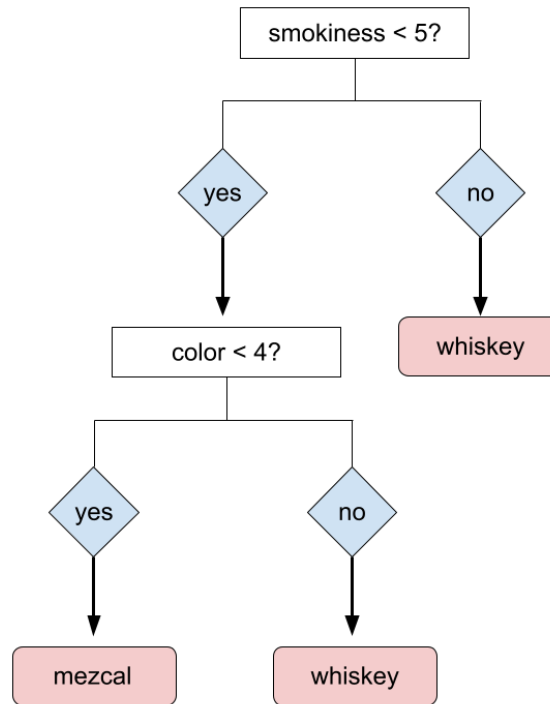 smokiness < 5?
yes
no
whiskey
color < 4?
yes
no
mezcal
whiskey